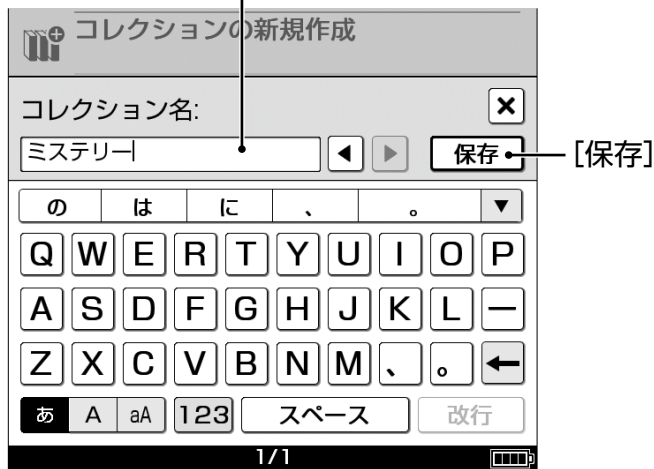 コレクションの新規作成
コレクション名:
×
ミステリー
◀ ▶ 保存
[保存]
の は に 、 。 ▼
Q W E R T Y U I O P
A S D F G H J K L ー
Z X C V B N M 、 。 ←
あ A aA 123 スペース 改行
1/1